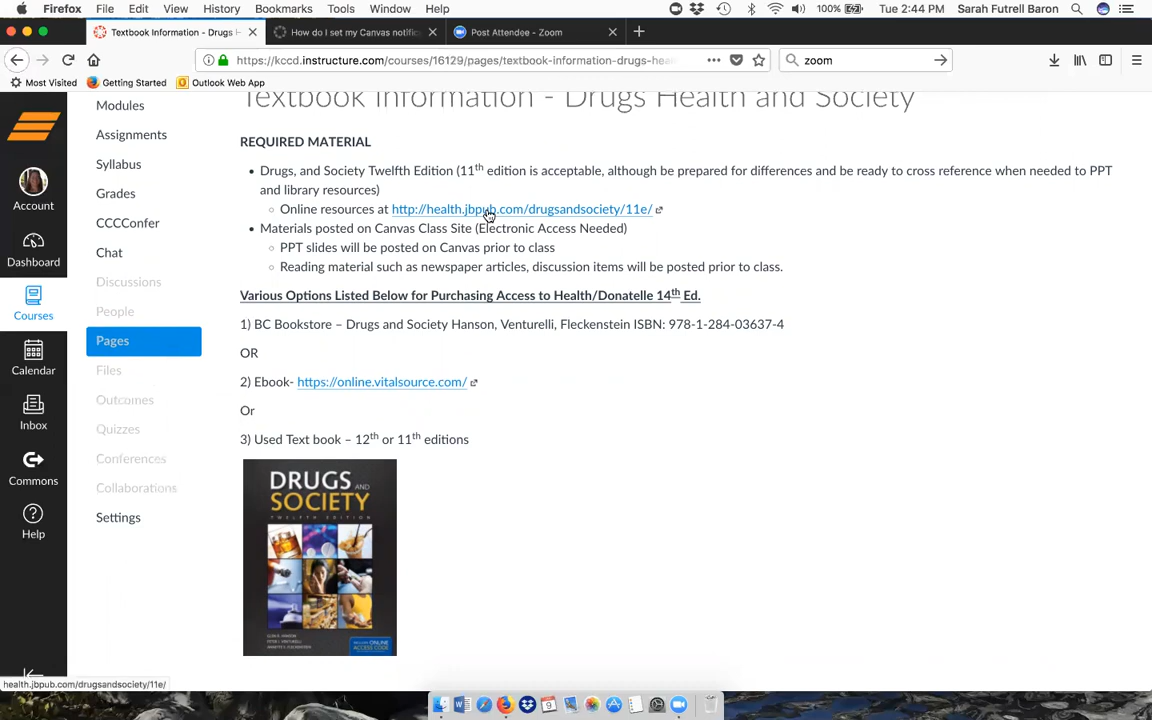 Firefox File Edit View History Bookmarks Tools Window Help 100% Tue 2:44 PM Sarah Futrell Baron
Textbook Information - Drugs H How do I set my Canvas notific Post Attendee - Zoom
https://kccd.instructure.com/courses/16129/pages/textbook-information-drugs-hea zoom
Most Visited Getting Started Outlook Web App
Textbook Information - Drugs Health and Society
Account
Dashboard
Courses
Calendar
Inbox
Commons
Help
Modules
Assignments
Syllabus
Grades
CCCConfer
Chat
Discussions
People
Pages
Files
Outcomes
Quizzes
Conferences
Collaborations
Settings
REQUIRED MATERIAL
• Drugs, and Society Twelfth Edition (11th edition is acceptable, although be prepared for differences and be ready to cross reference when needed to PPT
and library resources)
Online resources at http://health.jbpub.com/drugsandsociety/11e/
• Materials posted on Canvas Class Site (Electronic Access Needed)
PPT slides will be posted on Canvas prior to class
Reading material such as newspaper articles, discussion items will be posted prior to class.
Various Options Listed Below for Purchasing Access to Health/Donatelle 14th Ed.
1) BC Bookstore – Drugs and Society Hanson, Venturelli, Fleckenstein ISBN: 978-1-284-03637-4
OR
2) Ebook- https://online.vitalsource.com/
Or
3) Used Text book – 12th or 11th editions
DRUGS AND
SOCIETY
TWELFTH EDITION
health.jbpub.com/drugsandsociety/11e/